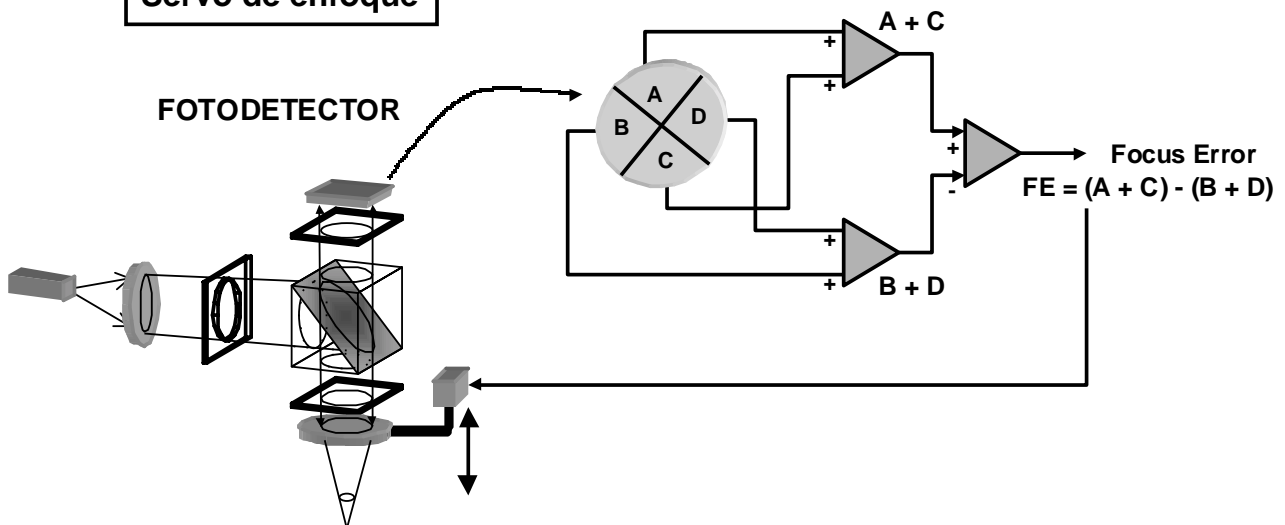 Servo de enfoque
FOTODETECTOR
A
B
D
C
A + C
+
+
+
-
+
+
B + D
Focus Error
FE = (A + C) - (B + D)